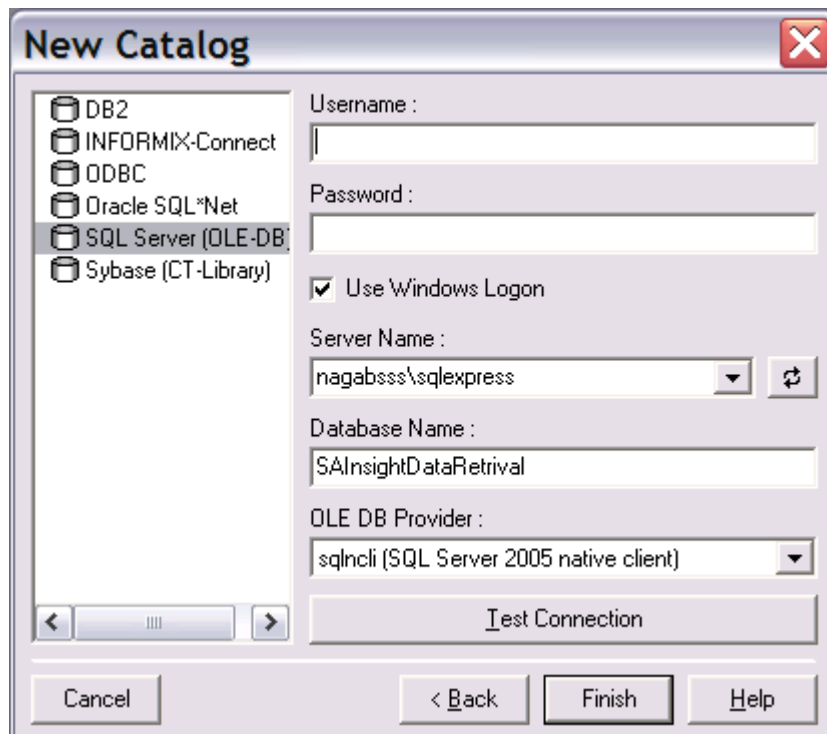 New Catalog
DB2
INFORMIX-Connect
ODBC
Oracle SQL*Net
SQL Server (OLE-DB)
Sybase (CT-Library)
Username :
Password :
Use Windows Logon
Server Name :
nagabsss\sqlexpress
Database Name :
SAInsightDataRetrival
OLE DB Provider :
sqlncli (SQL Server 2005 native client)
Test Connection
Cancel
< Back
Finish
Help